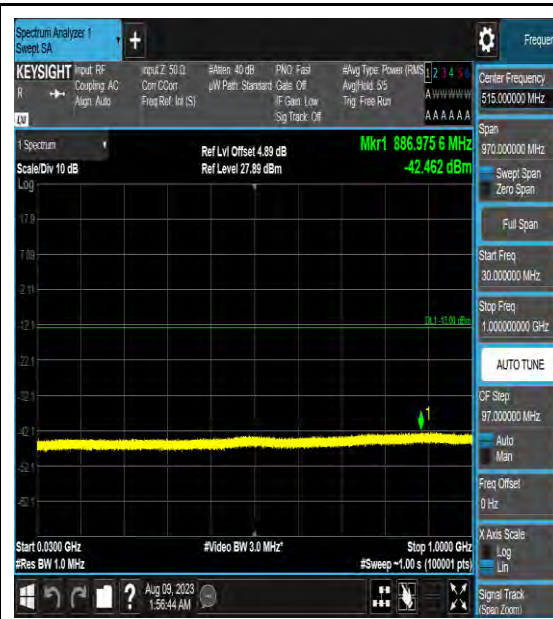 Spectrum Analyzer 1
Swept SA
Frequen
KEYSIGHT
Input: RF
Coupling: AC
Align: Auto
Input Z: 50 Ω
Corr CCorr
Freq Ref: Int (S)
#Atten: 40 dB
µW Path: Standard
PNO: Fast
Gate: Off
IF Gain: Low
Sig Track: Off
#Avg Type: Power (RMS
Avg|Hold: 5/5
Trig: Free Run
1 2 3 4 5 6
A W W W W W
A A A A A A
R
LVI
1 Spectrum
Scale/Div 10 dB
Log
Ref Lvl Offset 4.89 dB
Ref Level 27.89 dBm
Mkr1 886.975 6 MHz
-42.462 dBm
17.9
7.89
-2.11
-12.1
-22.1
-32.1
-42.1
-52.1
-62.1
DL1 -13.00 dBm
1
Start 0.0300 GHz
#Res BW 1.0 MHz
#Video BW 3.0 MHz*
Stop 1.0000 GHz
#Sweep ~1.00 s (100001 pts)
Aug 09, 2023
1:56:44 AM
Center Frequency
515.000000 MHz
Span
970.000000 MHz
Swept Span
Zero Span
Full Span
Start Freq
30.000000 MHz
Stop Freq
1.000000000 GHz
AUTO TUNE
CF Step
97.000000 MHz
Auto
Man
Freq Offset
0 Hz
X Axis Scale
Log
Lin
Signal Track
(Span Zoom)